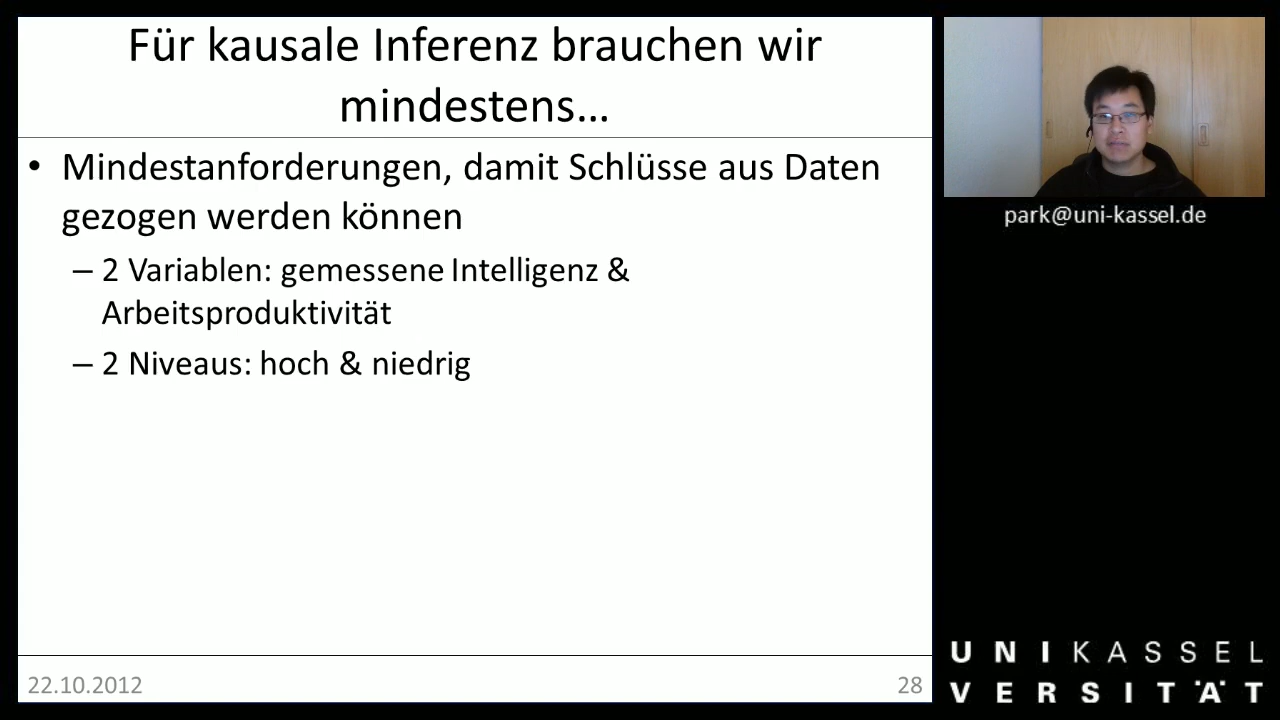 Für kausale Inferenz brauchen wir
mindestens…
• Mindestanforderungen, damit Schlüsse aus Daten
gezogen werden können
– 2 Variablen: gemessene Intelligenz &
Arbeitsproduktivität
– 2 Niveaus: hoch & niedrig
22.10.2012
28
park@uni-kassel.de
UNIKASSEL
VERSITÄT